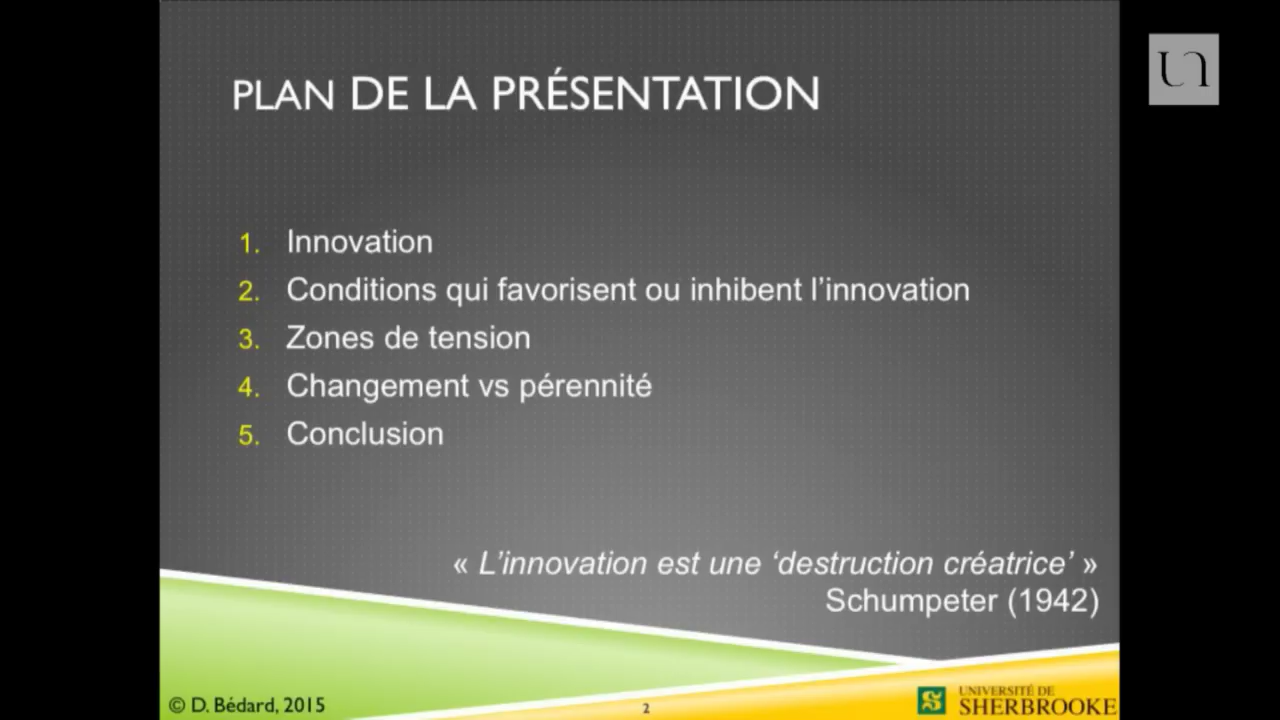 PLAN DE LA PRÉSENTATION
1. Innovation
2. Conditions qui favorisent ou inhibent l’innovation
3. Zones de tension
4. Changement vs pérennité
5. Conclusion
« L’innovation est une ‘destruction créatrice’ »
Schumpeter (1942)
© D. Bédard, 2015
2
UNIVERSITÉ DE
SHERBROOKE